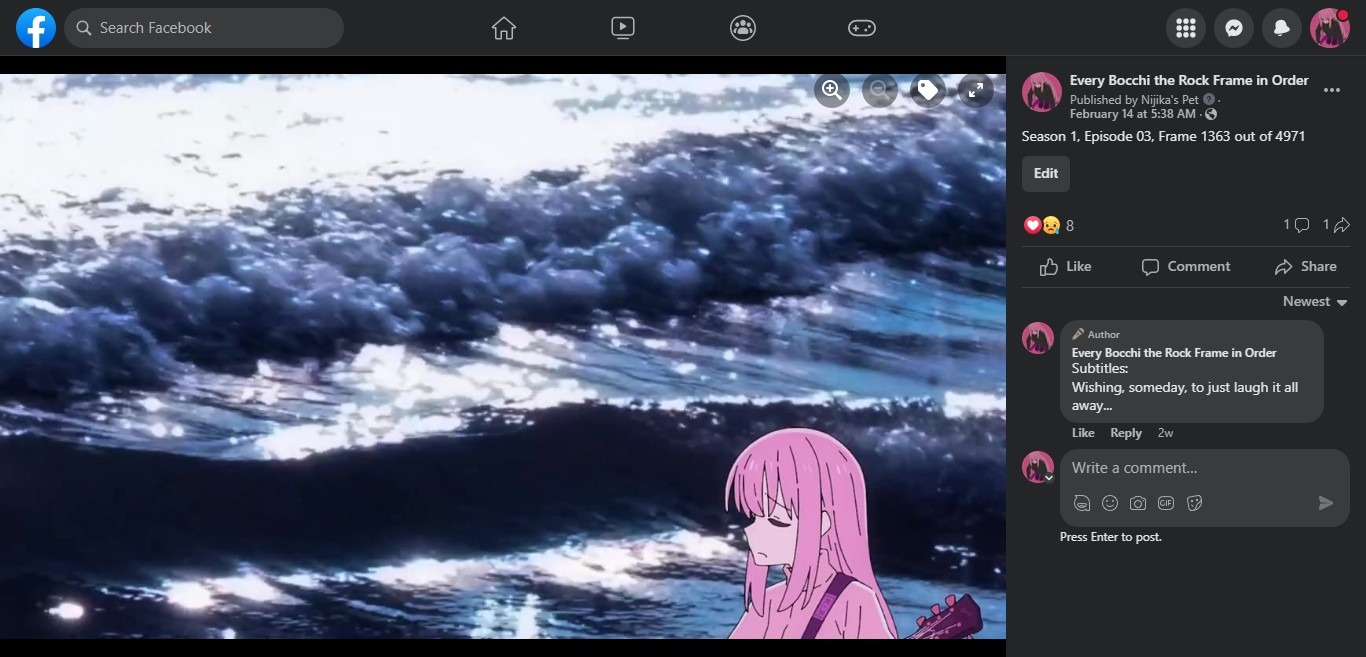 Search Facebook
Every Bocchi the Rock Frame in Order
Published by Nijika's Pet ·
February 14 at 5:38 AM ·
Season 1, Episode 03, Frame 1363 out of 4971
Edit
8
1
1
Like
Comment
Share
Newest
Author
Every Bocchi the Rock Frame in Order
Subtitles:
Wishing, someday, to just laugh it all
away...
Like Reply 2w
Write a comment...
GIF
Press Enter to post.